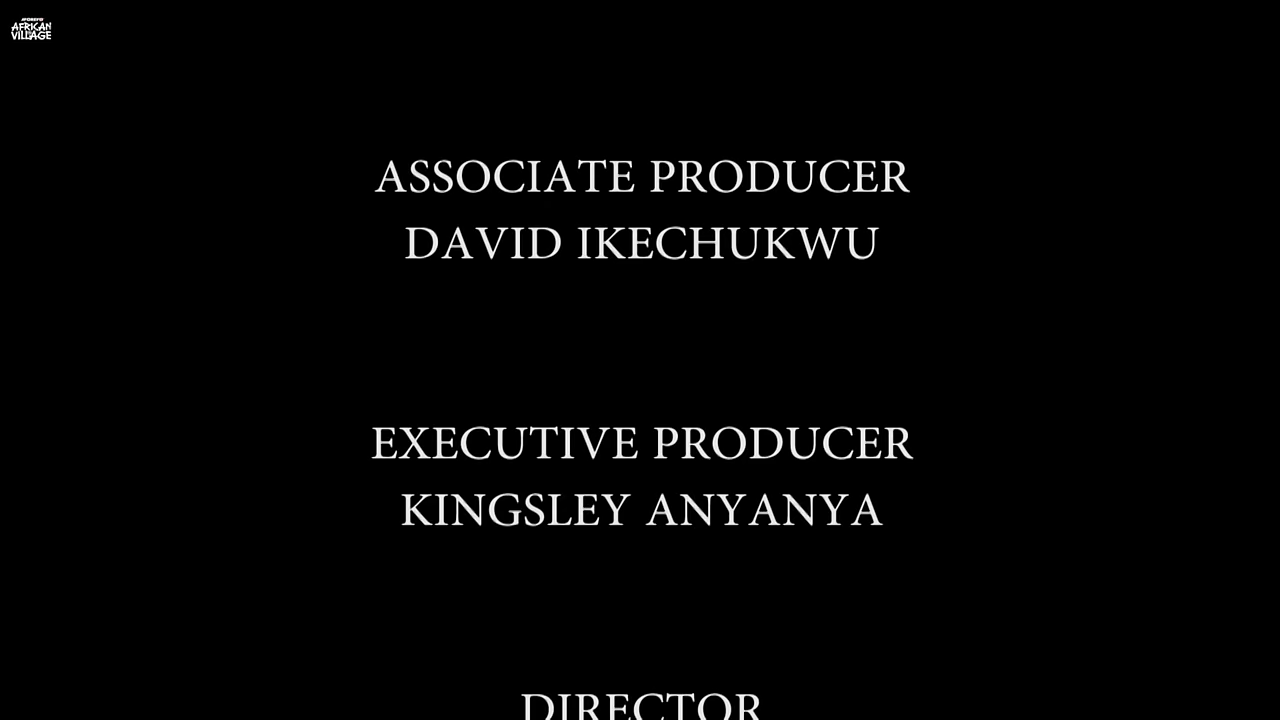 AFRICAN
VILLAGE
ASSOCIATE PRODUCER
DAVID IKECHUKWU
EXECUTIVE PRODUCER
KINGSLEY ANYANYA
DIRECTOR